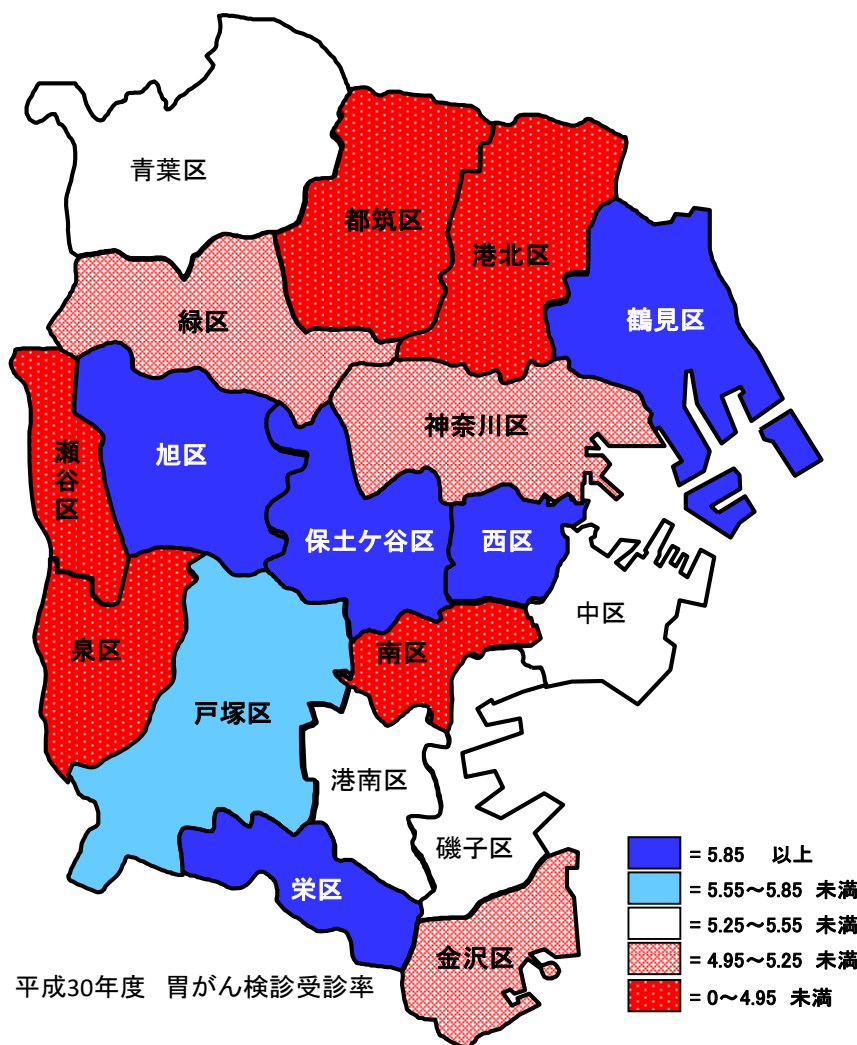 青葉区
都筑区
港北区
緑区
鶴見区
神奈川区
瀬谷区
旭区
保土ケ谷区
西区
中区
泉区
南区
戸塚区
港南区
磯子区
栄区
金沢区
= 5.85 以上
= 5.55～5.85 未満
= 5.25～5.55 未満
= 4.95～5.25 未満
= 0～4.95 未満
平成30年度 胃がん検診受診率